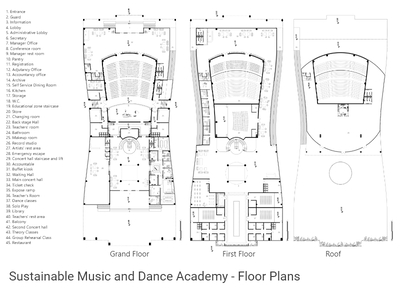 1. Entrance
2. Guard
3. Information
4. Lobby
5. Administrative lobby
6. Secretary
7. Manager Office
8. Conference room
9. Manager rest room
10. Pantry
11. Registration
12. Adjutancy Office
13. Accountancy office
14. Archive
15. Self Service Dining Room
16. Kitchen
17. Storage
18. W.C
19. Educational zone staircase
20. Store
21. Changing room
22. Back stage Hall
23. Teachers' room
24. Bathroom
25. Makeup room
26. Record studio
27. Artists' rest area
28. Emergency escape
29. Concert hall staircase and lift
30. Accountable
31. Buffet kiosk
32. Waiting Hall
33. Main concert hall
34. Ticket check
35. Expose ramp
36. Teacher's Room
37. Dance classes
38. Solo Play
39. Library
40. Teachers' rest area
41. Balcony
42. Second Concert hall
43. Theory Classes
44. Group Rehearsal Class
45. Restaurant
Grand Floor
First Floor
Roof
Sustainable Music and Dance Academy - Floor Plans